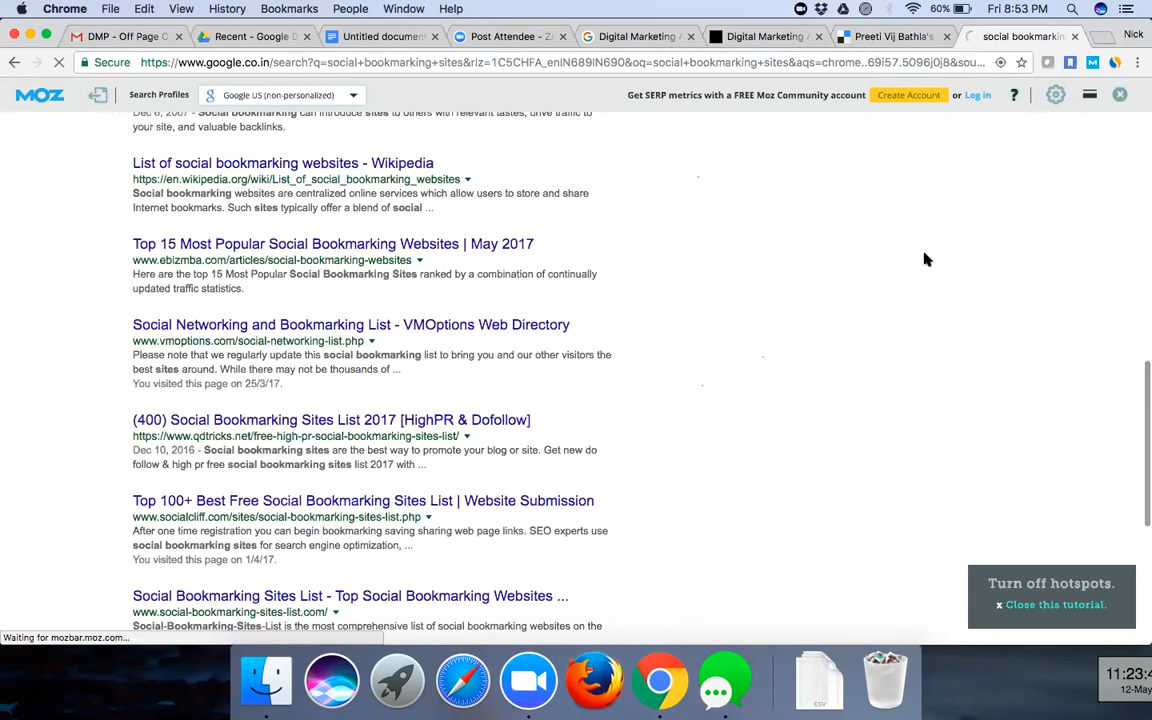 Chrome File Edit View History Bookmarks People Window Help 60% Fri 8:53 PM
DMP - Off Page C Recent - Google D Untitled documen Post Attendee - Z Digital Marketing Digital Marketing Preeti Vij Bathla's social bookmarkin Nick
Secure https://www.google.co.in/search?q=social+bookmarking+sites&rlz=1C5CHFA_enIN689IN690&oq=social+bookmarking+sites&aqs=chrome..69i57.5096j0j8&sou...
MOZ Search Profiles Google US (non-personalized) Get SERP metrics with a FREE Moz Community account Create Account or Log in ?
Dec 6, 2007 - Social bookmarking can introduce sites to others with relevant tastes, drive traffic to
your site, and valuable backlinks.
List of social bookmarking websites - Wikipedia
https://en.wikipedia.org/wiki/List_of_social_bookmarking_websites
Social bookmarking websites are centralized online services which allow users to store and share
Internet bookmarks. Such sites typically offer a blend of social ...
Top 15 Most Popular Social Bookmarking Websites | May 2017
www.ebizmba.com/articles/social-bookmarking-websites
Here are the top 15 Most Popular Social Bookmarking Sites ranked by a combination of continually
updated traffic statistics.
Social Networking and Bookmarking List - VMOptions Web Directory
www.vmoptions.com/social-networking-list.php
Please note that we regularly update this social bookmarking list to bring you and our other visitors the
best sites around. While there may not be thousands of ...
You visited this page on 25/3/17.
(400) Social Bookmarking Sites List 2017 [HighPR & Dofollow]
https://www.qdtricks.net/free-high-pr-social-bookmarking-sites-list/
Dec 10, 2016 - Social bookmarking sites are the best way to promote your blog or site. Get new do
follow & high pr free social bookmarking sites list 2017 with ...
Top 100+ Best Free Social Bookmarking Sites List | Website Submission
www.socialcliff.com/sites/social-bookmarking-sites-list.php
After one time registration you can begin bookmarking saving sharing web page links. SEO experts use
social bookmarking sites for search engine optimization, ...
You visited this page on 1/4/17.
Turn off hotspots.
x Close this tutorial.
Social Bookmarking Sites List - Top Social Bookmarking Websites ...
www.social-bookmarking-sites-list.com/
Social-Bookmarking-Sites-List is the most comprehensive list of social bookmarking websites on the
Waiting for mozbar.moz.com...
CSV
11:23:4
12-May